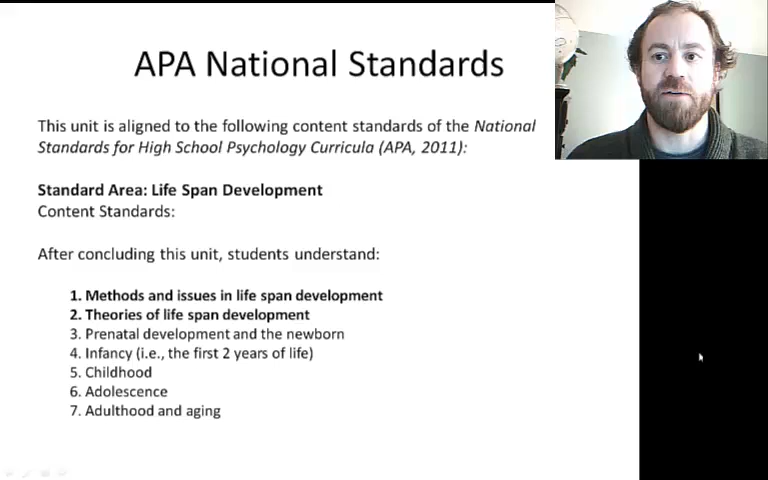 APA National Standards
This unit is aligned to the following content standards of the National
Standards for High School Psychology Curricula (APA, 2011):
Standard Area: Life Span Development
Content Standards:
After concluding this unit, students understand:
1. Methods and issues in life span development
2. Theories of life span development
3. Prenatal development and the newborn
4. Infancy (i.e., the first 2 years of life)
5. Childhood
6. Adolescence
7. Adulthood and aging